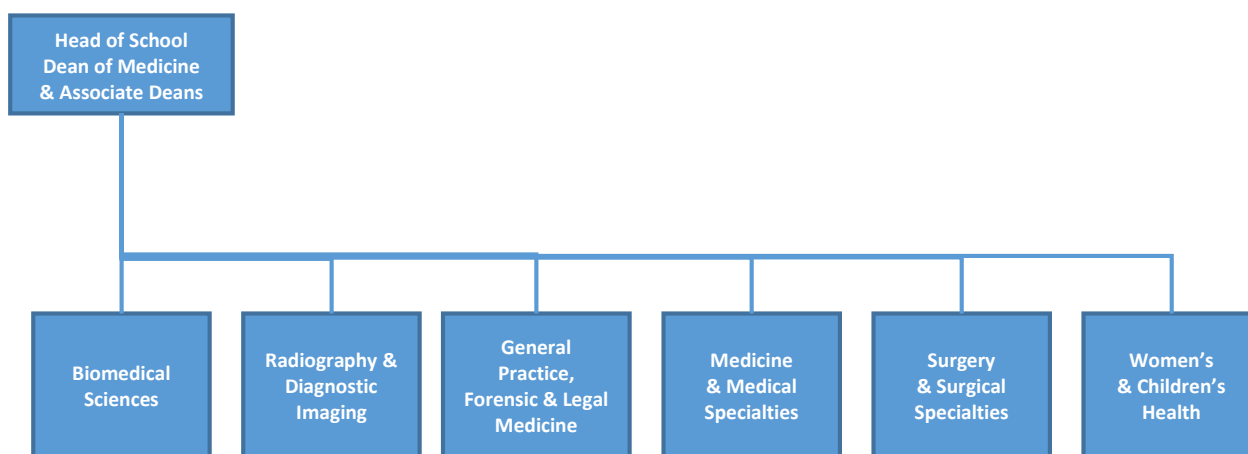 Head of School
Dean of Medicine
& Associate Deans
Biomedical
Sciences
Radiography &
Diagnostic
Imaging
General
Practice,
Forensic & Legal
Medicine
Medicine
& Medical
Specialties
Surgery
& Surgical
Specialties
Women’s
& Children’s
Health